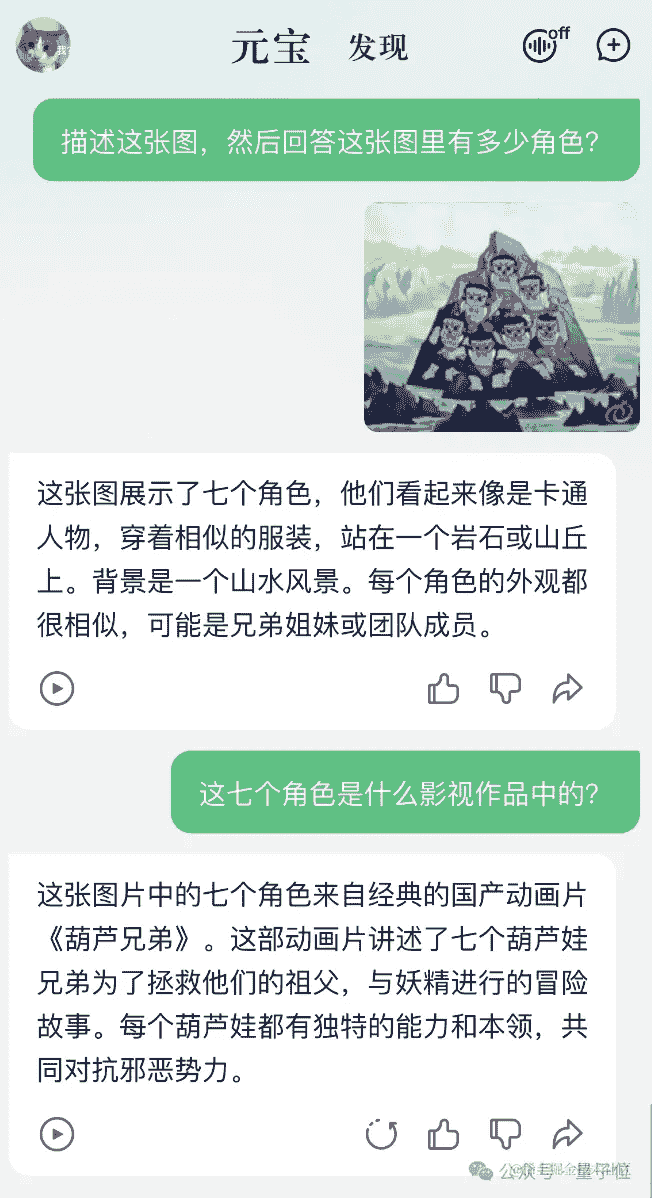 元宝 发现
off
描述这张图，然后回答这张图里有多少角色？
这张图展示了七个角色，他们看起来像是卡通
人物，穿着相似的服装，站在一个岩石或山丘
上。背景是一个山水风景。每个角色的外观都
很相似，可能是兄弟姐妹或团队成员。
这七个角色是什么影视作品中的？
这张图片中的七个角色来自经典的国产动画片
《葫芦兄弟》。这部动画片讲述了七个葫芦娃
兄弟为了拯救他们的祖父，与妖精进行的冒险
故事。每个葫芦娃都有独特的能力和本领，共
同对抗邪恶势力。
公众号 量子位